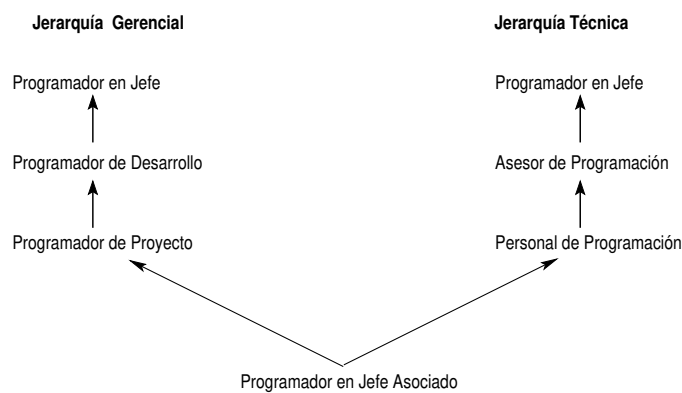 Jerarquía Gerencial
Jerarquía Técnica
Programador en Jefe
Programador en Jefe
Programador de Desarrollo
Asesor de Programación
Programador de Proyecto
Personal de Programación
Programador en Jefe Asociado